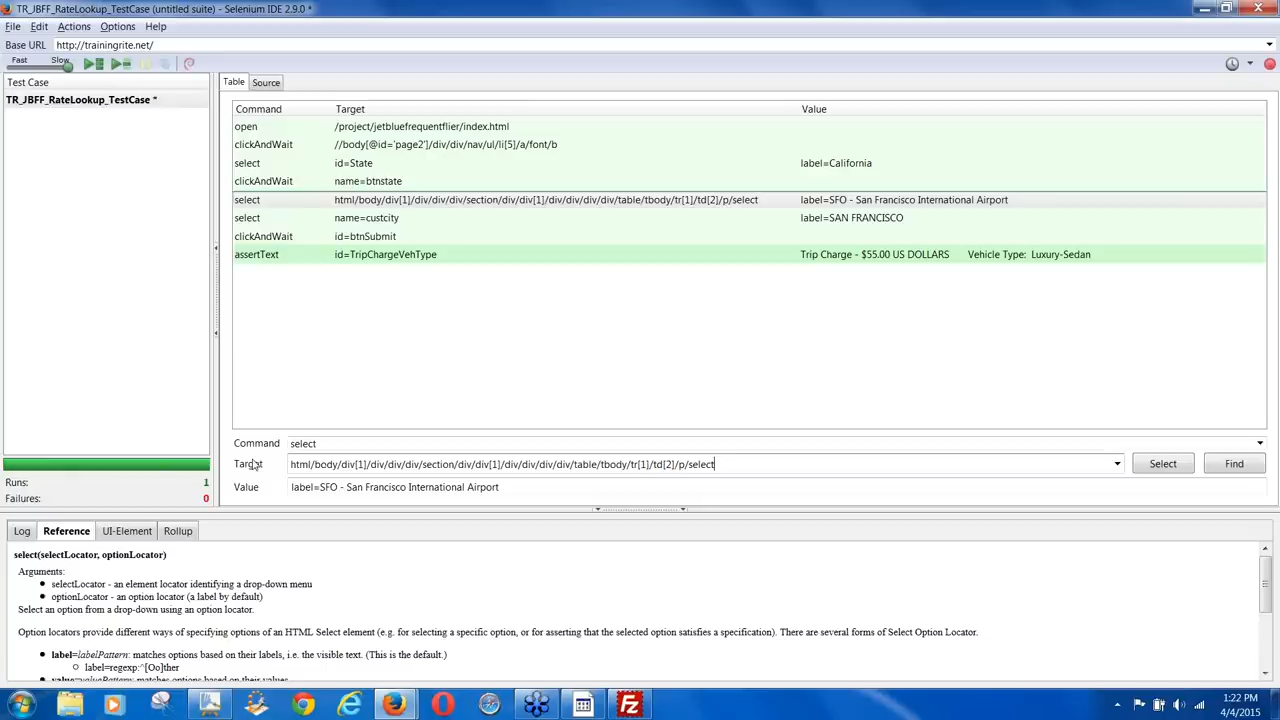 TR_JBFF_RateLookup_TestCase (untitled suite) - Selenium IDE 2.9.0 *
File Edit Actions Options Help
Base URL http://trainingrite.net/
Fast Slow
Test Case Table Source
TR_JBFF_RateLookup_TestCase *
Command Target Value
open /project/jetbluefrequentflier/index.html
clickAndWait //body[@id='page2']/div/div/nav/ul/li[5]/a/font/b
select id=State label=California
clickAndWait name=btnstate
select html/body/div[1]/div/div/div/section/div/div[1]/div/div/div/div/table/tbody/tr[1]/td[2]/p/select label=SFO - San Francisco International Airport
select name=custcity label=SAN FRANCISCO
clickAndWait id=btnSubmit
assertText id=TripChargeVehType Trip Charge - $55.00 US DOLLARS Vehicle Type: Luxury-Sedan
Command select
Target html/body/div[1]/div/div/div/section/div/div[1]/div/div/div/div/table/tbody/tr[1]/td[2]/p/select Select Find
Value label=SFO - San Francisco International Airport
Runs: 1
Failures: 0
Log Reference UI-Element Rollup
select(selectLocator, optionLocator)
Arguments:
selectLocator - an element locator identifying a drop-down menu
optionLocator - an option locator (a label by default)
Select an option from a drop-down using an option locator.
Option locators provide different ways of specifying options of an HTML Select element (e.g. for selecting a specific option, or for asserting that the selected option satisfies a specification). There are several forms of Select Option Locator.
label=labelPattern: matches options based on their labels, i.e. the visible text. (This is the default.)
label=regexp:^[Oo]ther
value=valuePattern: matches options based on their values.
1:22 PM
4/4/2015